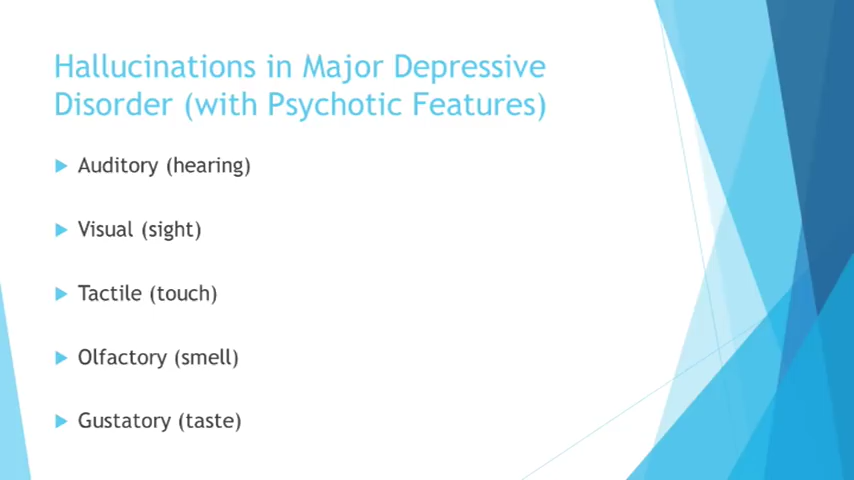 Hallucinations in Major Depressive
Disorder (with Psychotic Features)
Auditory (hearing)
Visual (sight)
Tactile (touch)
Olfactory (smell)
Gustatory (taste)